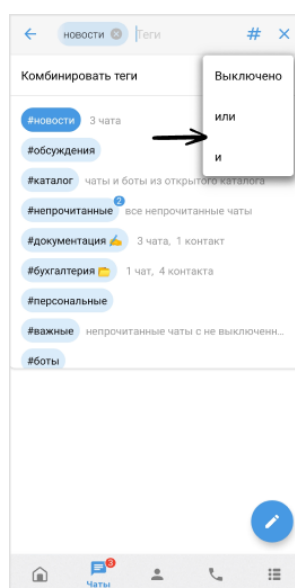 новости Теги #
Комбинировать теги
Выключено
или
и
#новости 3 чата
#обсуждения
#каталог чаты и боты из открытого каталога
#непрочитанные 2 все непрочитанные чаты
#документация ✍️ 3 чата, 1 контакт
#бухгалтерия 🗂️ 1 чат, 4 контакта
#персональные
#важные непрочитанные чаты с не выключенн...
#боты
3
Чаты